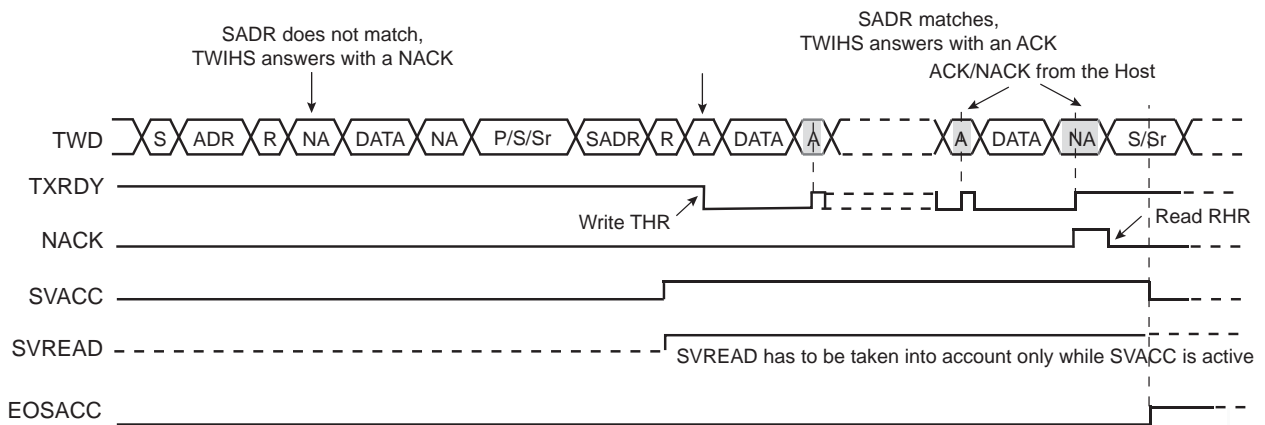 SADR does not match,
TWIHS answers with a NACK
SADR matches,
TWIHS answers with an ACK
ACK/NACK from the Host
TWD S ADR R NA DATA NA P/S/Sr SADR R A DATA A A DATA NA S/Sr
TXRDY
Write THR
Read RHR
NACK
SVACC
SVREAD
SVREAD has to be taken into account only while SVACC is active
EOSACC